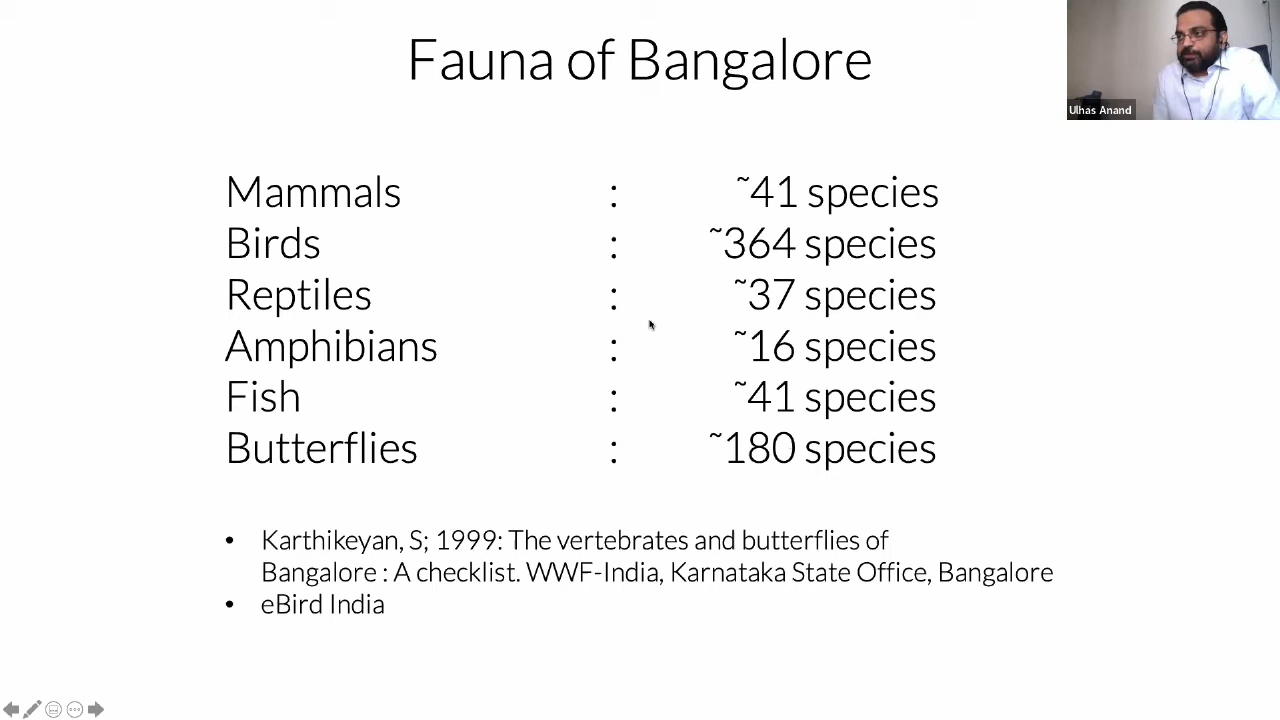 Fauna of Bangalore
Ulhas Anand
Mammals : ~41 species
Birds : ~364 species
Reptiles : ~37 species
Amphibians : ~16 species
Fish : ~41 species
Butterflies : ~180 species
• Karthikeyan, S; 1999: The vertebrates and butterflies of
Bangalore : A checklist. WWF-India, Karnataka State Office, Bangalore
• eBird India